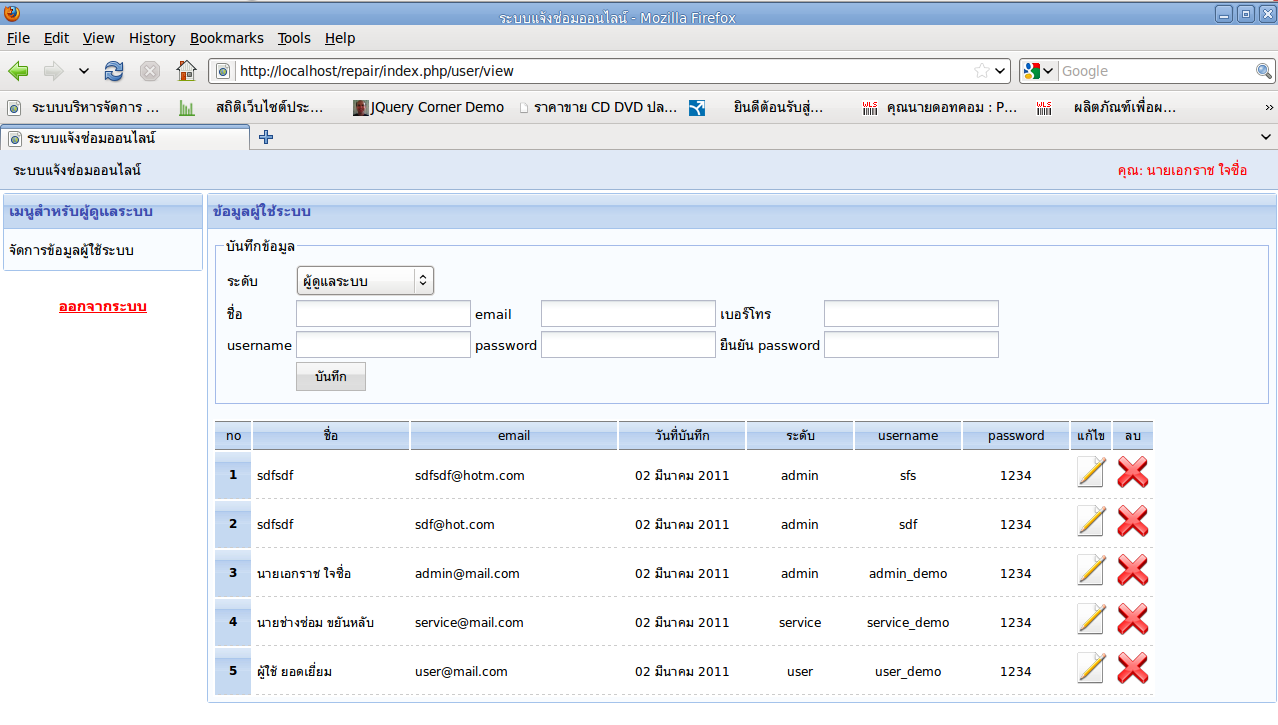 ระบบแจ้งซ่อมออนไลน์ - Mozilla Firefox
File Edit View History Bookmarks Tools Help
http://localhost/repair/index.php/user/view Google
ระบบบริหารจัดการ ... สถิติเว็บไซต์ประ... JQuery Corner Demo ราคาขาย CD DVD ปล... ยินดีต้อนรับสู่... คุณนายดอทคอม : P... ผลิตภัณฑ์เพื่อผ... »
ระบบแจ้งซ่อมออนไลน์
ระบบแจ้งซ่อมออนไลน์ คุณ: นายเอกราช ใจซื่อ
เมนูสำหรับผู้ดูแลระบบ ข้อมูลผู้ใช้ระบบ
จัดการข้อมูลผู้ใช้ระบบ
ออกจากระบบ
บันทึกข้อมูล
ระดับ ผู้ดูแลระบบ
ชื่อ email เบอร์โทร
username password ยืนยัน password
บันทึก
no ชื่อ email วันที่บันทึก ระดับ username password แก้ไข ลบ
1 sdfsdf sdfsdf@hotm.com 02 มีนาคม 2011 admin sfs 1234
2 sdfsdf sdf@hot.com 02 มีนาคม 2011 admin sdf 1234
3 นายเอกราช ใจซื่อ admin@mail.com 02 มีนาคม 2011 admin admin_demo 1234
4 นายช่างซ่อม ขยันหลับ service@mail.com 02 มีนาคม 2011 service service_demo 1234
5 ผู้ใช้ ยอดเยี่ยม user@mail.com 02 มีนาคม 2011 user user_demo 1234